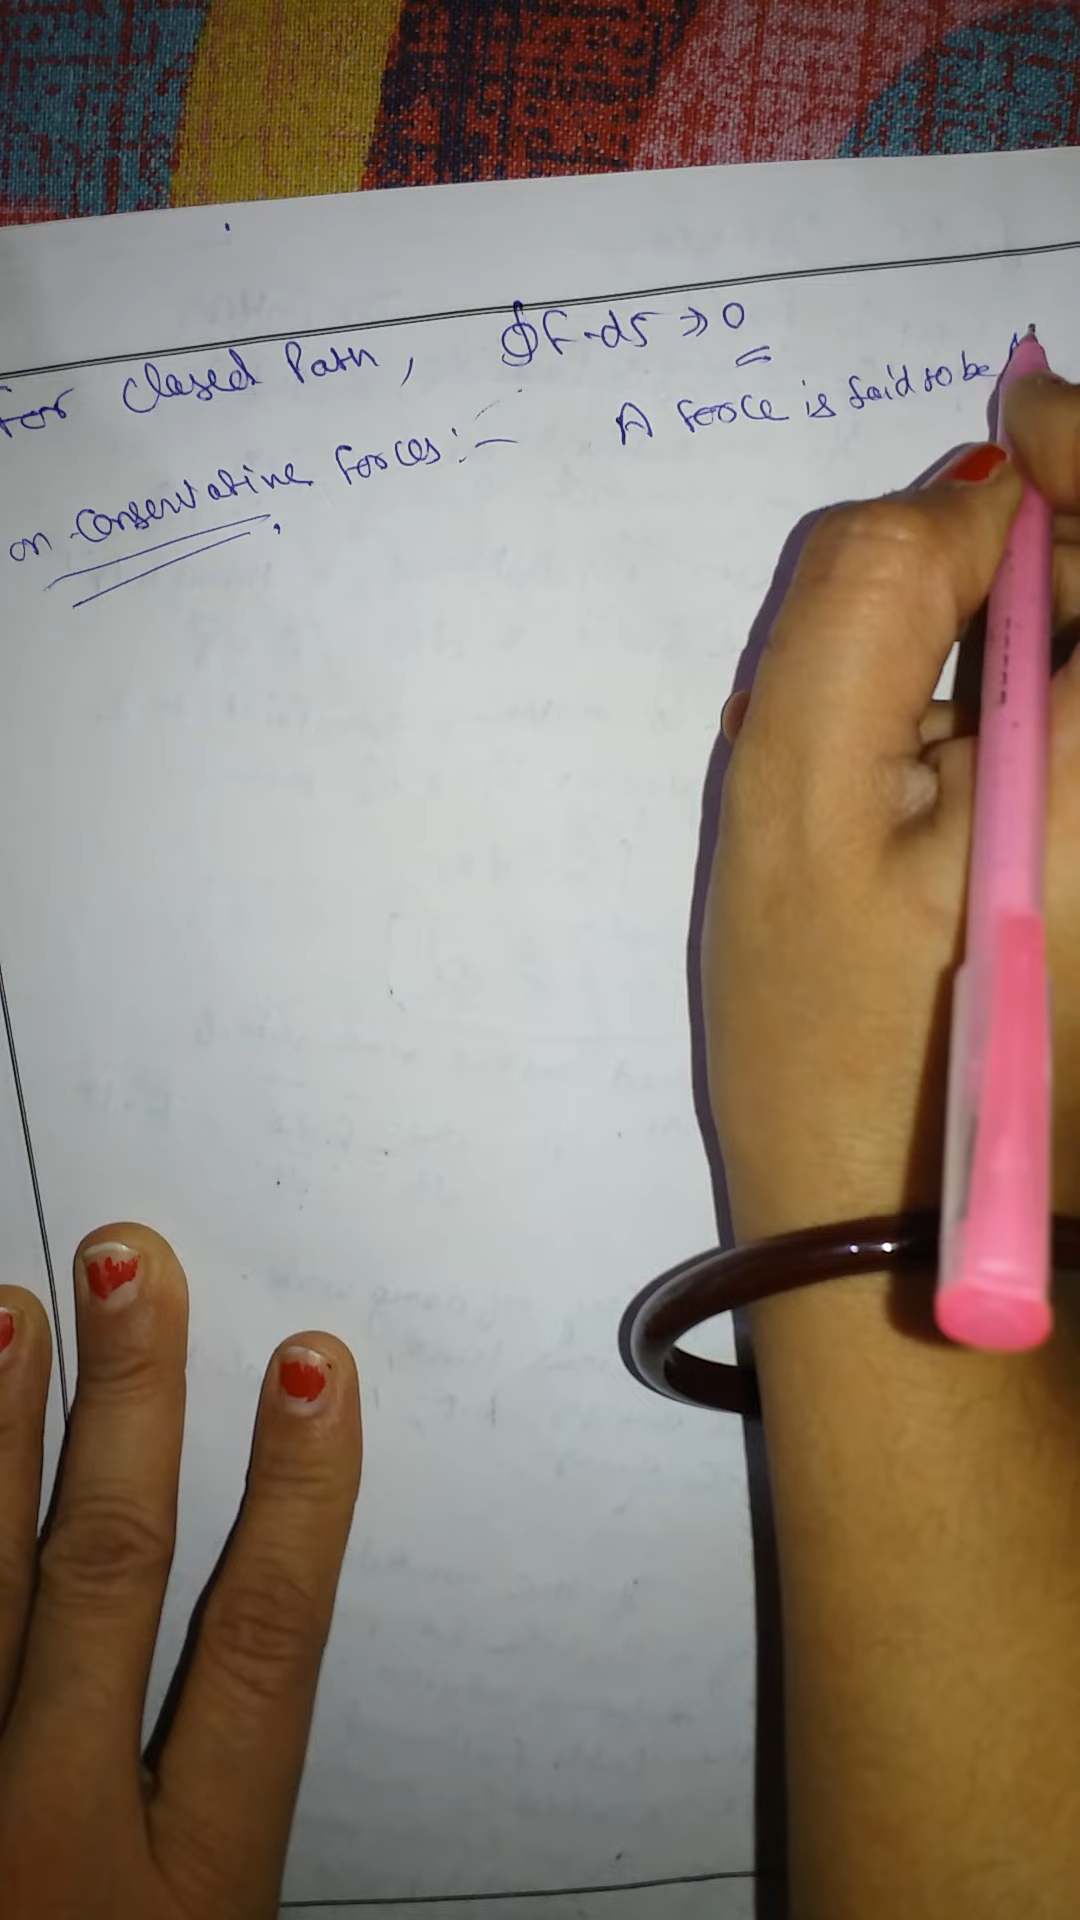 For Closed Path, ∮F.ds ⇒ 0
on-Conservative forces :- A force is said to be